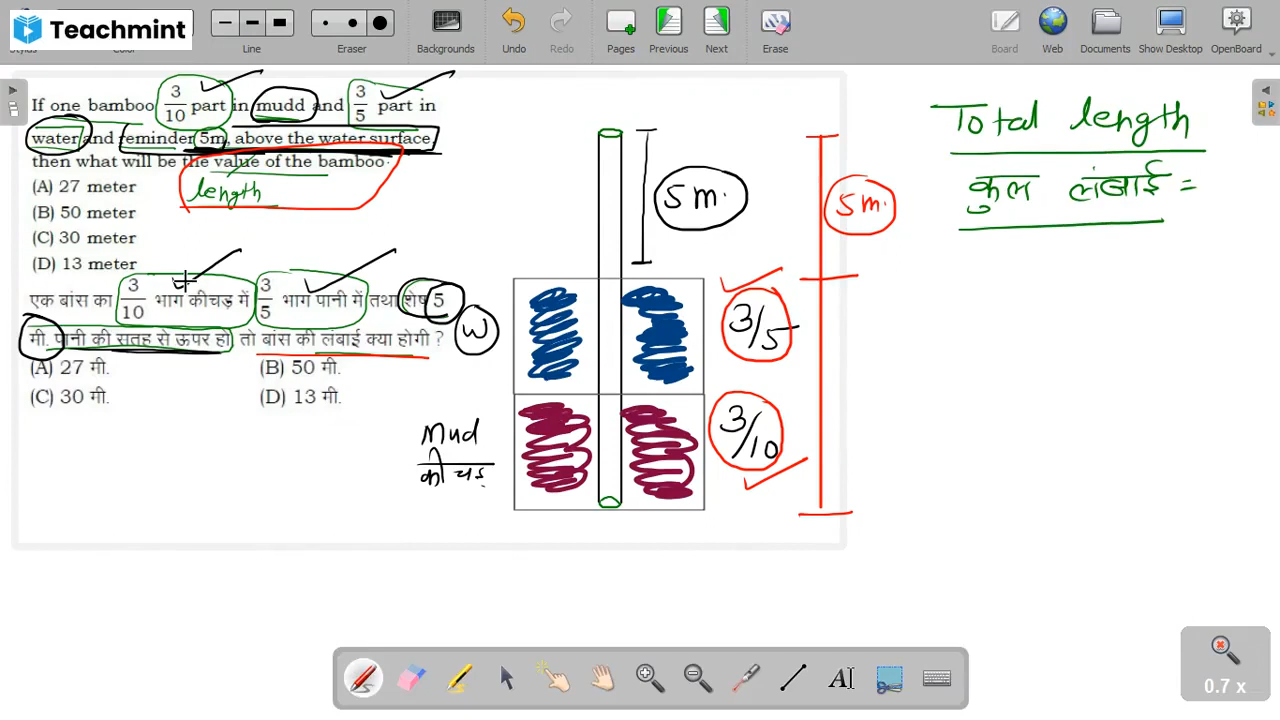 Teachmint
Line
Eraser
Backgrounds
Undo
Redo
Pages
Previous
Next
Erase
Board
Web
Documents
Show Desktop
OpenBoard
If one bamboo 3/10 part in mudd and 3/5 part in
water and reminder 5m, above the water surface,
then what will be the value of the bamboo.
length
(A) 27 meter
(B) 50 meter
(C) 30 meter
(D) 13 meter
एक बांस का 3/10 भाग कीचड़ में 3/5 भाग पानी में तथा शेष 5
मी. पानी की सतह से ऊपर हो तो बांस की लंबाई क्या होगी ?
(A) 27 मी. (B) 50 मी.
(C) 30 मी. (D) 13 मी.
W
Mud
कीचड़
5 m.
3/5
3/10
5 m.
Total length
कुल लंबाई =
0.7 x